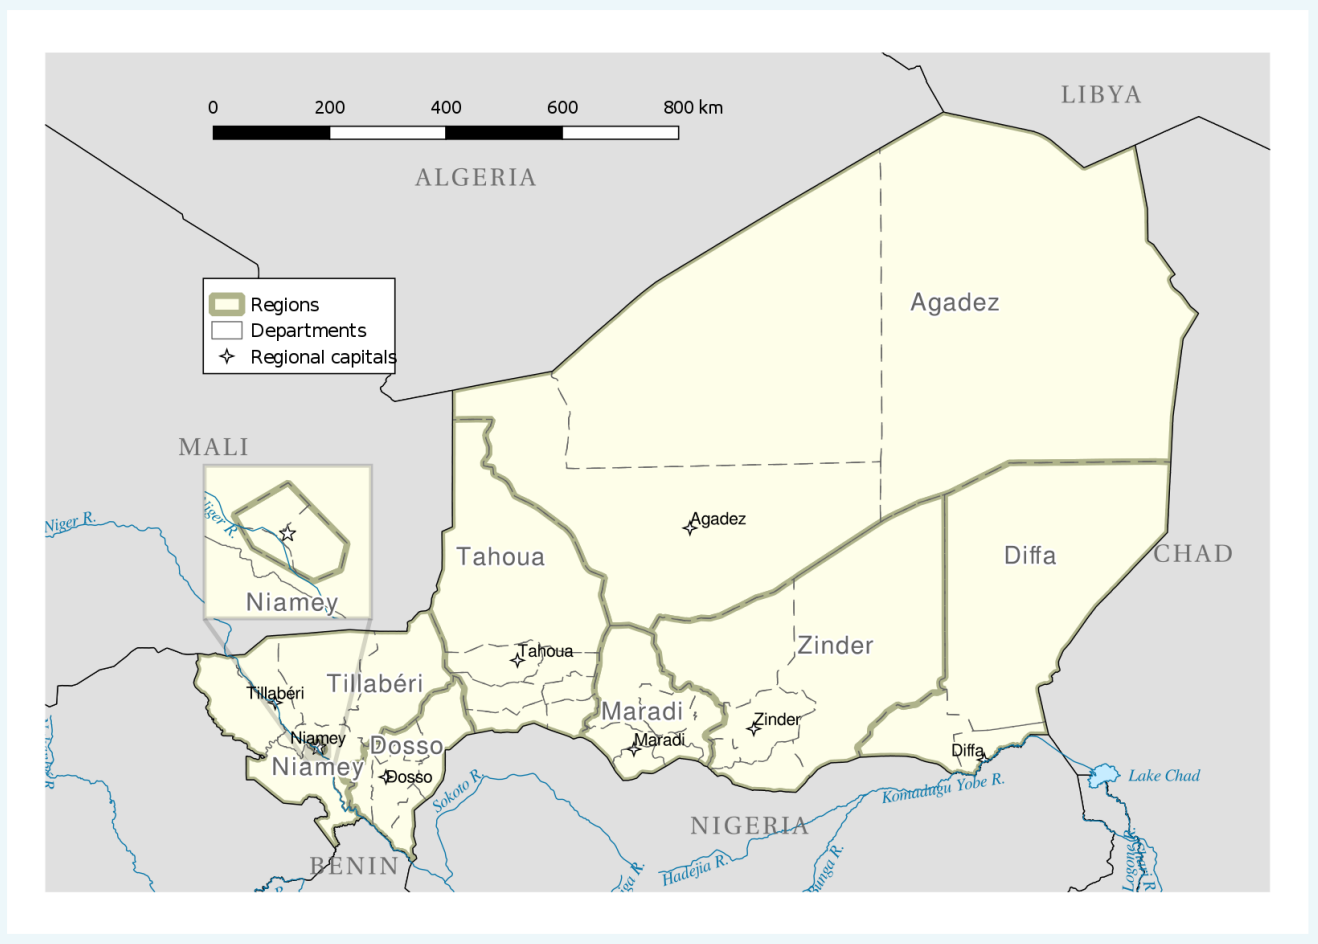 LIBYA
0 200 400 600 800 km
ALGERIA
Agadez
Regions
Departments
Regional capitals
MALI
Niger R.
Niger R.
Niamey
Agadez
Tahoua
Diffa
CHAD
Tahoua
Zinder
Tillabéri
Tillabéri
Maradi
Zinder
Niamey
Dosso
Maradi
Diffa
Niamey
Dosso
Sokoto R.
Komadugu Yobe R.
Lake Chad
NIGERIA
BENIN
Hadejia R.
R.